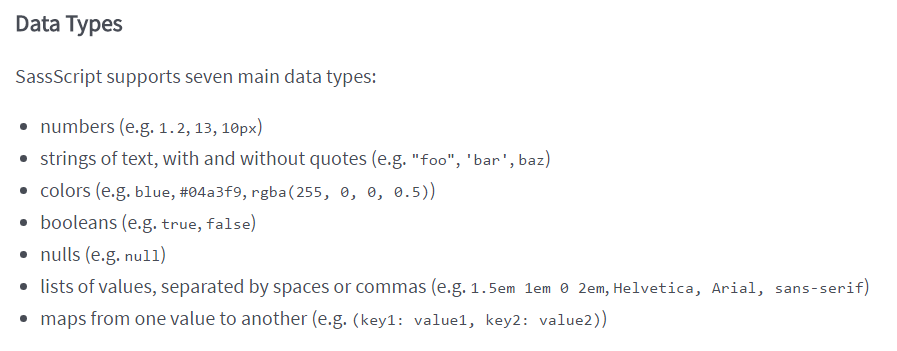 Data Types
SassScript supports seven main data types:
• numbers (e.g. 1.2, 13, 10px)
• strings of text, with and without quotes (e.g. "foo", 'bar', baz)
• colors (e.g. blue, #04a3f9, rgba(255, 0, 0, 0.5))
• booleans (e.g. true, false)
• nulls (e.g. null)
• lists of values, separated by spaces or commas (e.g. 1.5em 1em 0 2em, Helvetica, Arial, sans-serif)
• maps from one value to another (e.g. (key1: value1, key2: value2))